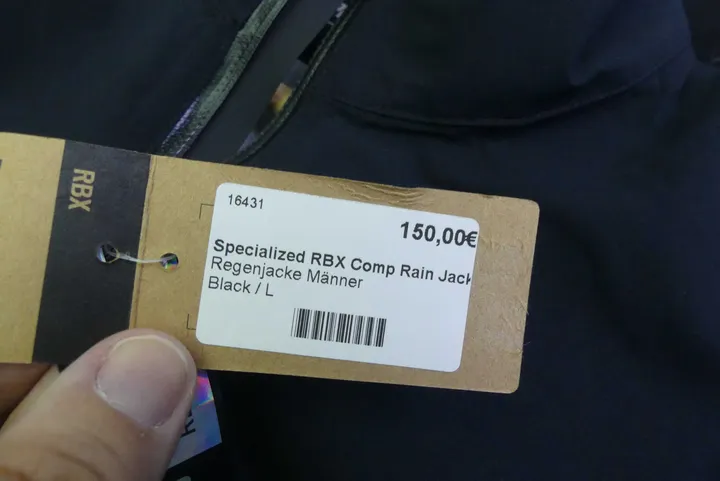 RBX
16431
150,00€
Specialized RBX Comp Rain Jack
Regenjacke Männer
Black / L